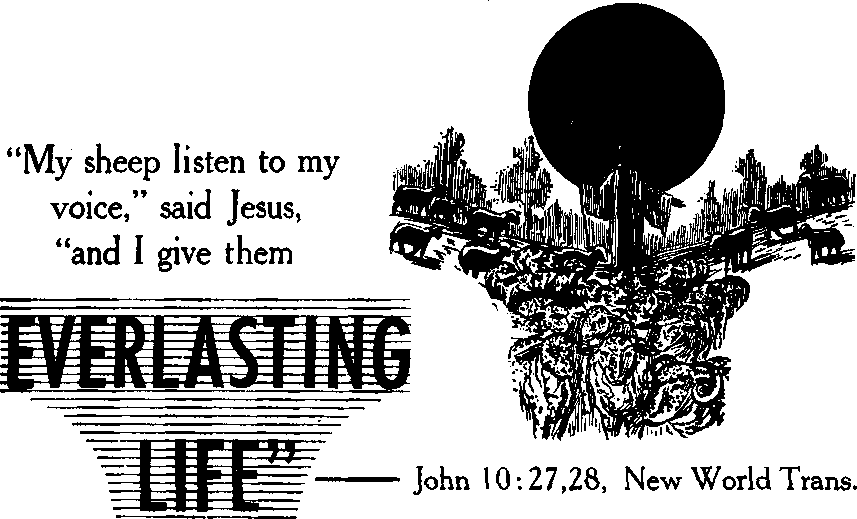 “My sheep listen to my
voice,” said Jesus,
“and I give them
EVERLASTING
LIFE”
— John 10:27,28, New World Trans.